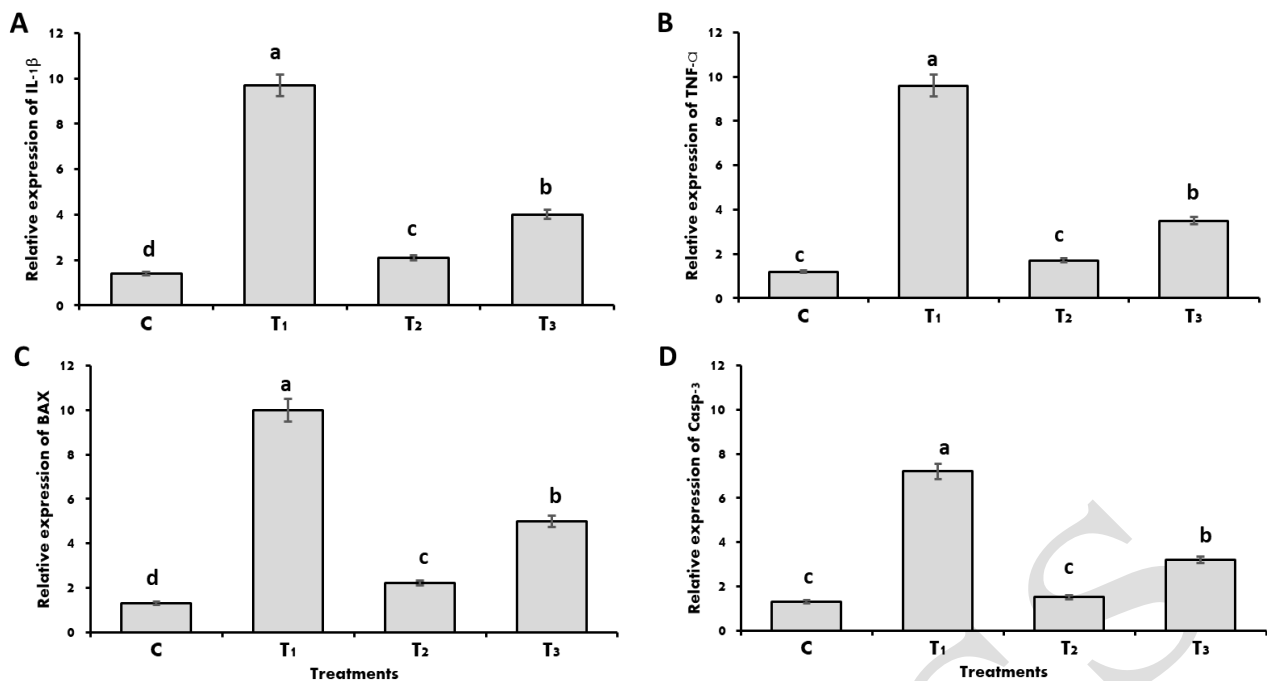 A
Relative expression of IL-1β
12
10
8
6
4
2
0
d
a
c
b
C T1 T2 T3
B
Relative expression of TNF-α
12
10
8
6
4
2
0
c
a
c
b
C T1 T2 T3
C
Relative expression of BAX
12
10
8
6
4
2
0
d
a
c
b
C T1 T2 T3
Treatments
D
Relative expression of Casp-3
12
10
8
6
4
2
0
c
a
c
b
C T1 T2 T3
Treatments